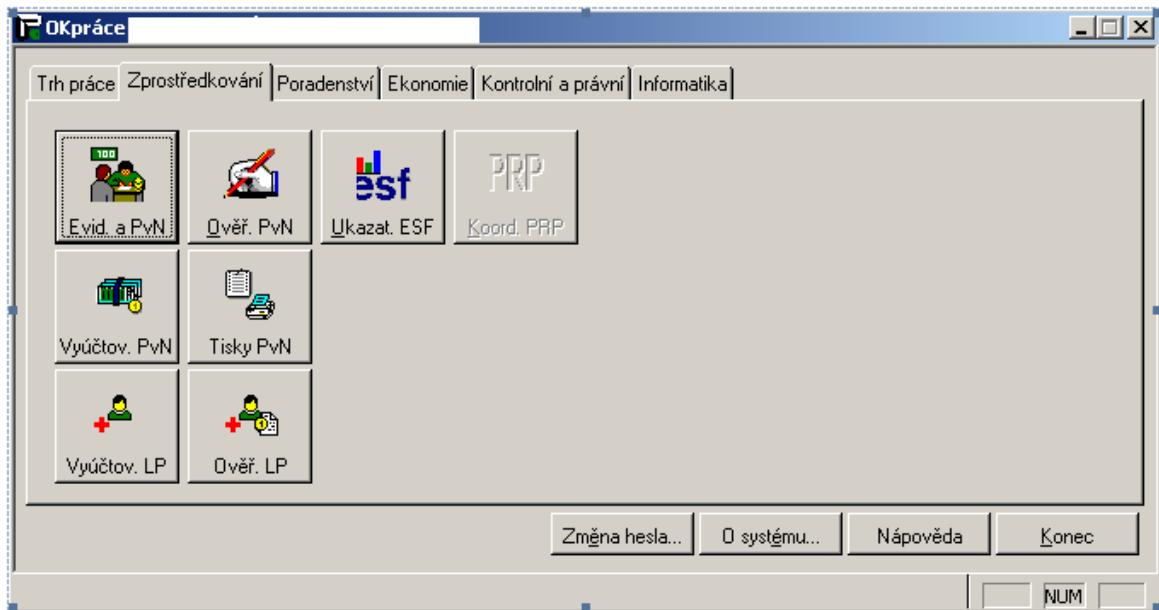 OKpráce
Trh práce Zprostředkování Poradenství Ekonomie Kontrolní a právní Informatika
100
esf PRP
Evid. a PvN Ověř. PvN Ukazat. ESF Koord. PRP
Vyúčtov. PvN Tisky PvN
Vyúčtov. LP Ověř. LP
Změna hesla... O systému... Nápověda Konec
NUM